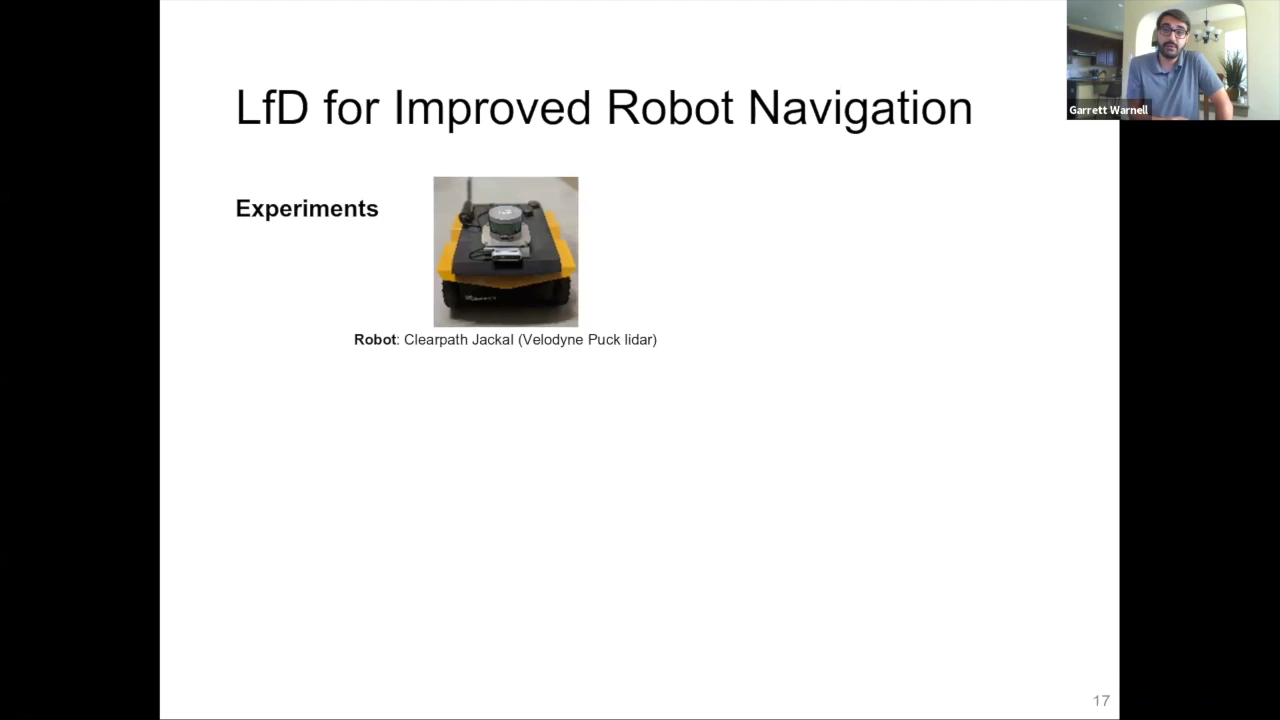 LfD for Improved Robot Navigation
Garrett Warnell
Experiments
Robot: Clearpath Jackal (Velodyne Puck lidar)
17